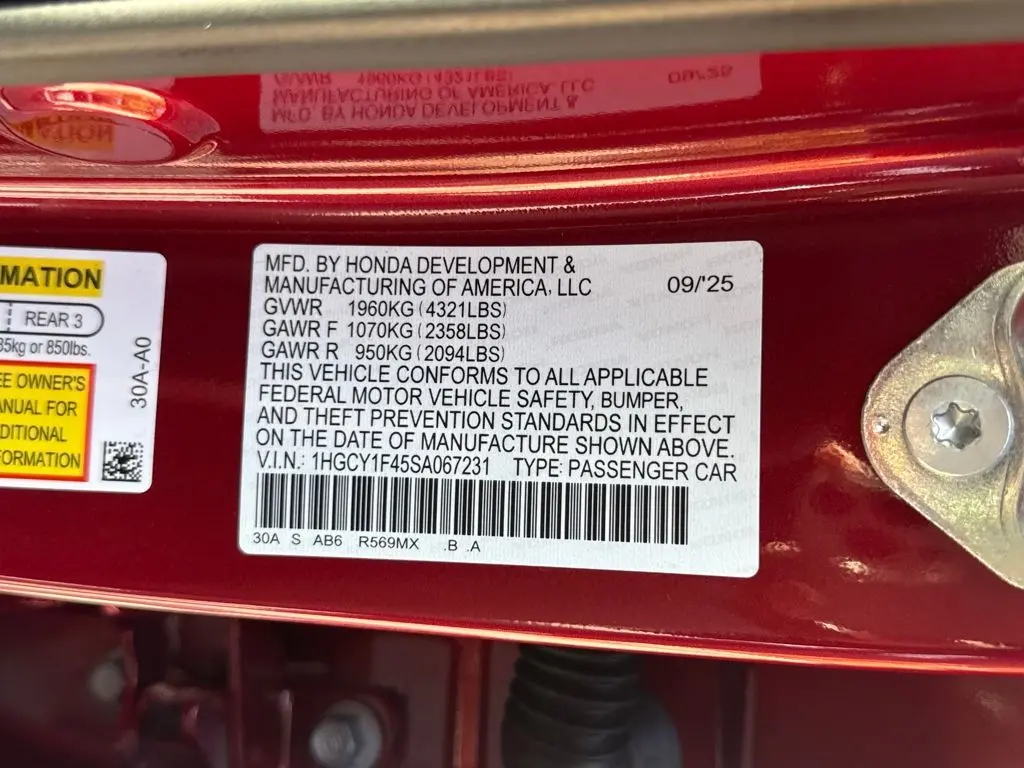 MATION
REAR 3
35kg or 850lbs.
EE OWNER'S
ANUAL FOR
DITIONAL
FORMATION
30A-A0
MFD. BY HONDA DEVELOPMENT &
MANUFACTURING OF AMERICA, LLC 09/'25
GVWR 1960KG (4321LBS)
GAWR F 1070KG (2358LBS)
GAWR R 950KG (2094LBS)
THIS VEHICLE CONFORMS TO ALL APPLICABLE
FEDERAL MOTOR VEHICLE SAFETY, BUMPER,
AND THEFT PREVENTION STANDARDS IN EFFECT
ON THE DATE OF MANUFACTURE SHOWN ABOVE.
V.I.N.: 1HGCY1F45SA067231 TYPE: PASSENGER CAR
30A S AB6 R569MX .B .A